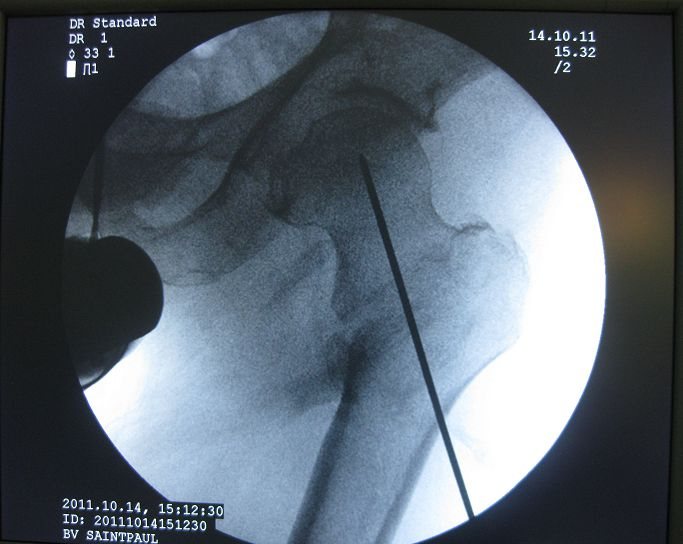 DR Standard
DR 1
◊ 33 1
14.10.11
15.32
/2
2011.10.14, 15:12:30
ID: 20111014151230
BV SAINTPAUL